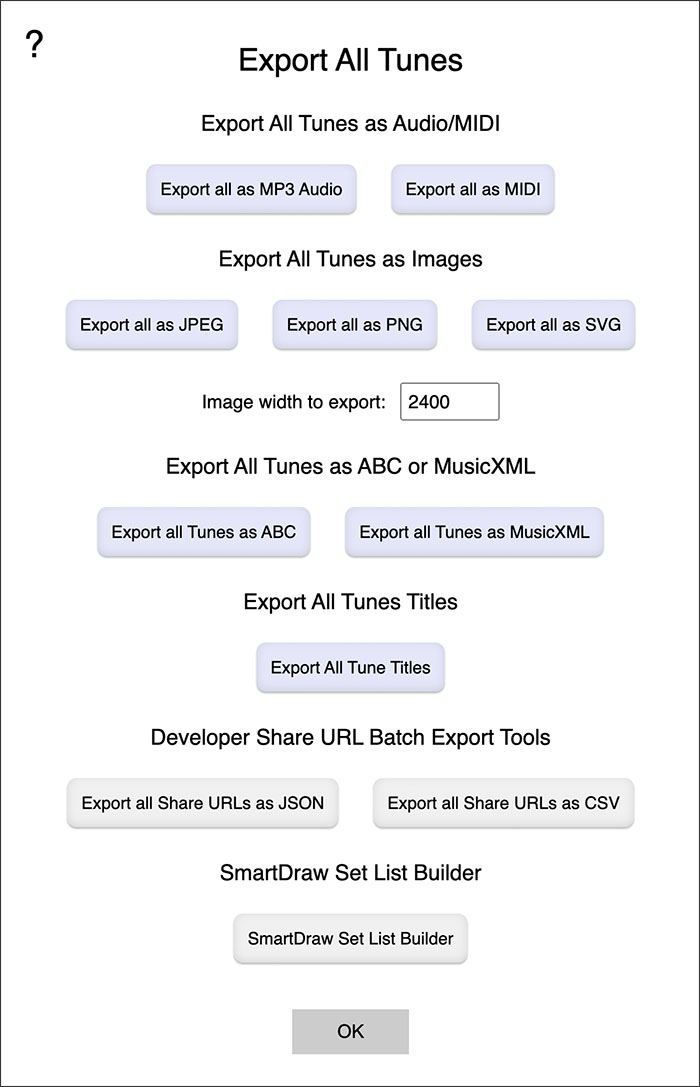 ?
Export All Tunes
Export All Tunes as Audio/MIDI
Export all as MP3 Audio Export all as MIDI
Export All Tunes as Images
Export all as JPEG Export all as PNG Export all as SVG
Image width to export: 2400
Export All Tunes as ABC or MusicXML
Export all Tunes as ABC Export all Tunes as MusicXML
Export All Tunes Titles
Export All Tune Titles
Developer Share URL Batch Export Tools
Export all Share URLs as JSON Export all Share URLs as CSV
SmartDraw Set List Builder
SmartDraw Set List Builder
OK